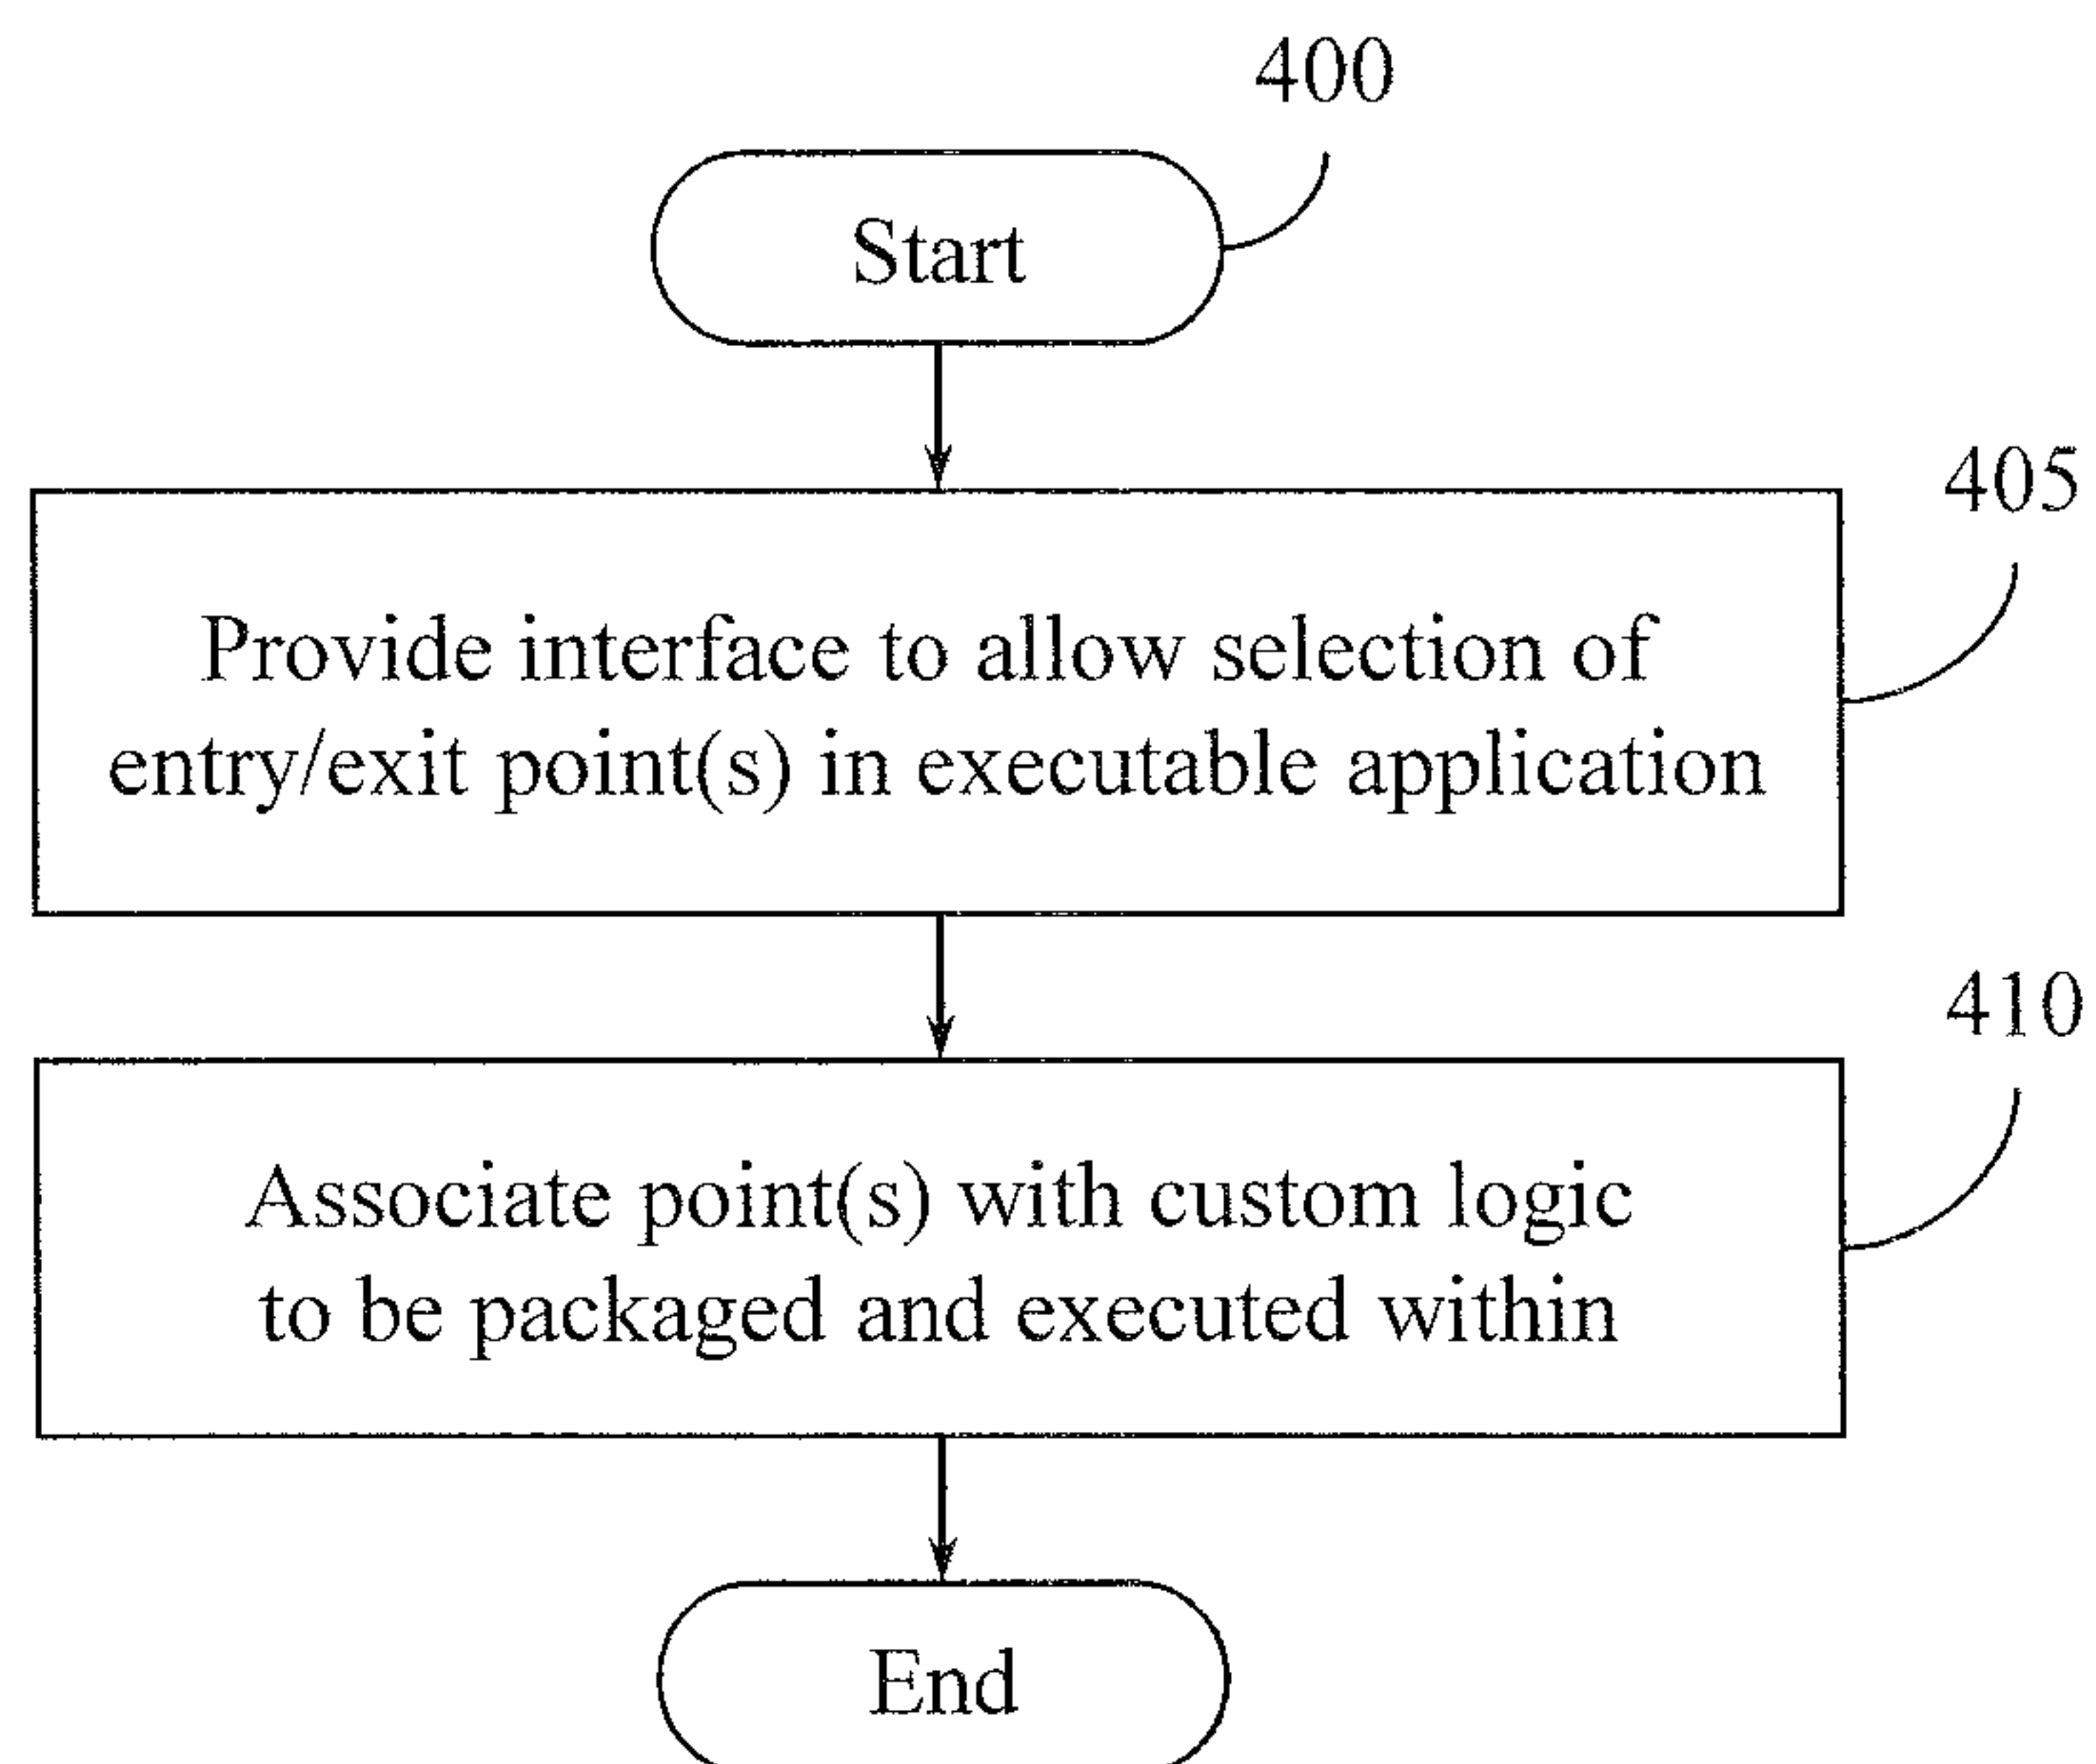 400
Start
405
Provide interface to allow selection of
entry/exit point(s) in executable application
410
Associate point(s) with custom logic
to be packaged and executed within
End